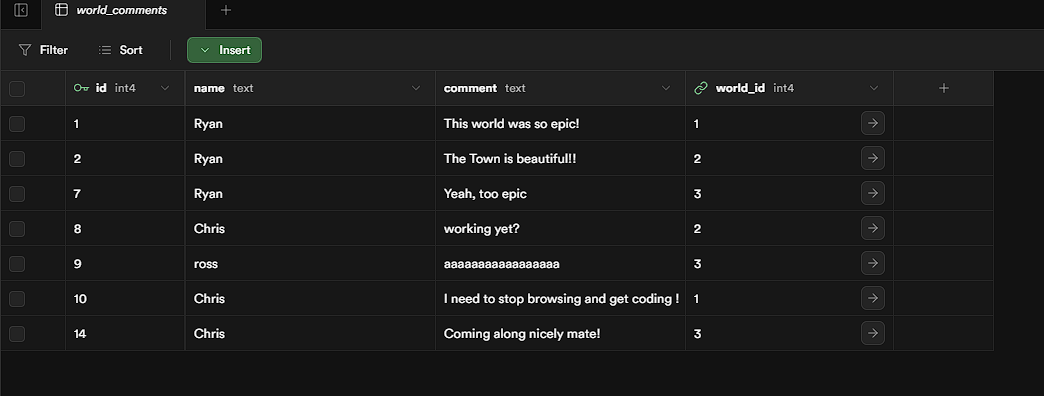 world_comments
Filter Sort Insert
id int4 name text comment text world_id int4
1 Ryan This world was so epic! 1
2 Ryan The Town is beautiful!! 2
7 Ryan Yeah, too epic 3
8 Chris working yet? 2
9 ross aaaaaaaaaaaaaaaaa 3
10 Chris I need to stop browsing and get coding ! 1
14 Chris Coming along nicely mate! 3